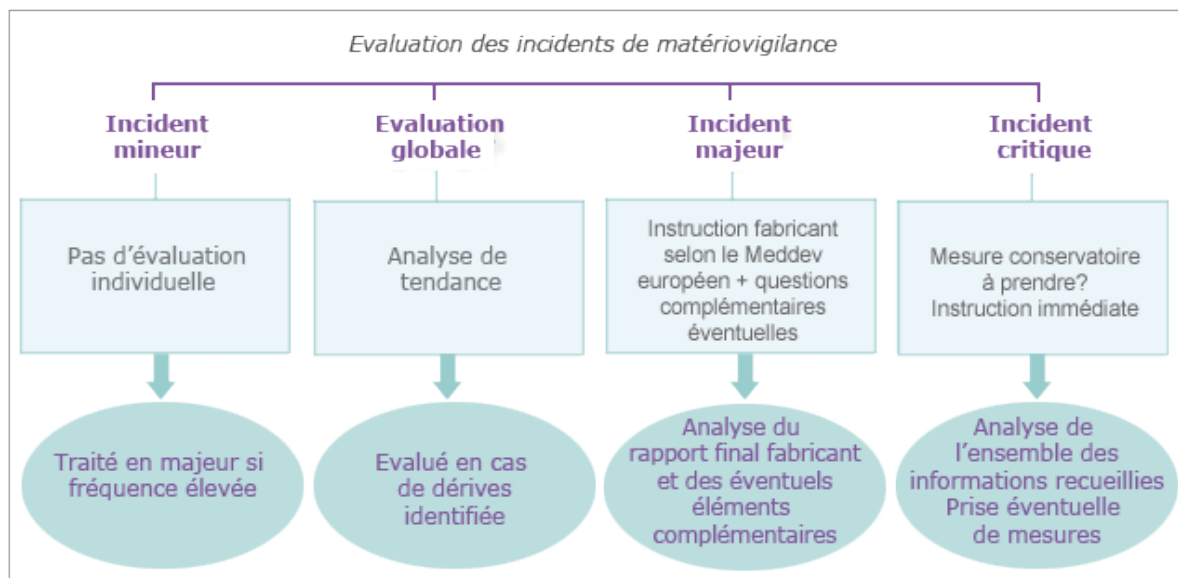 Evaluation des incidents de matériovigilance
Incident
mineur
Evaluation
globale
Incident
majeur
Incident
critique
Pas d'évaluation
individuelle
Analyse de
tendance
Instruction fabricant
selon le Meddev
européen + questions
complémentaires
éventuelles
Mesure conservatoire
à prendre?
Instruction immédiate
Traité en majeur si
fréquence élevée
Evalué en cas
de dérives
identifiée
Analyse du
rapport final fabricant
et des éventuels
éléments
complémentaires
Analyse de
l'ensemble des
informations recueillies
Prise éventuelle
de mesures